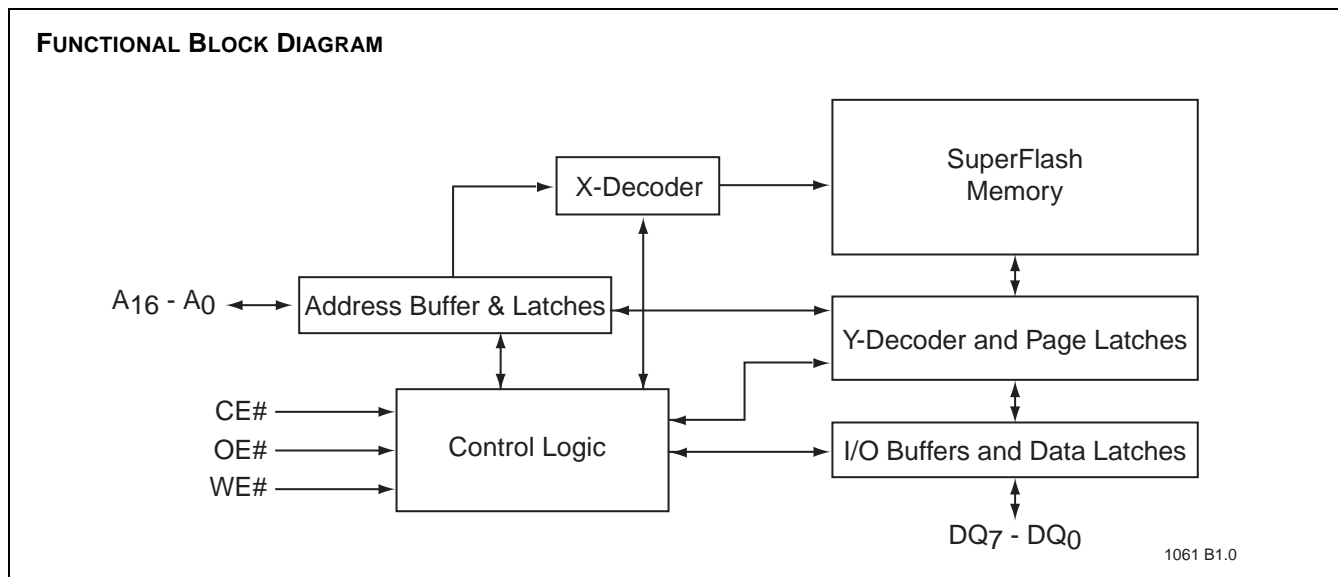 FUNCTIONAL BLOCK DIAGRAM
SuperFlash
Memory
X-Decoder
A16 - A0
Address Buffer & Latches
Y-Decoder and Page Latches
CE#
OE#
WE#
Control Logic
I/O Buffers and Data Latches
DQ7 - DQ0
1061 B1.0